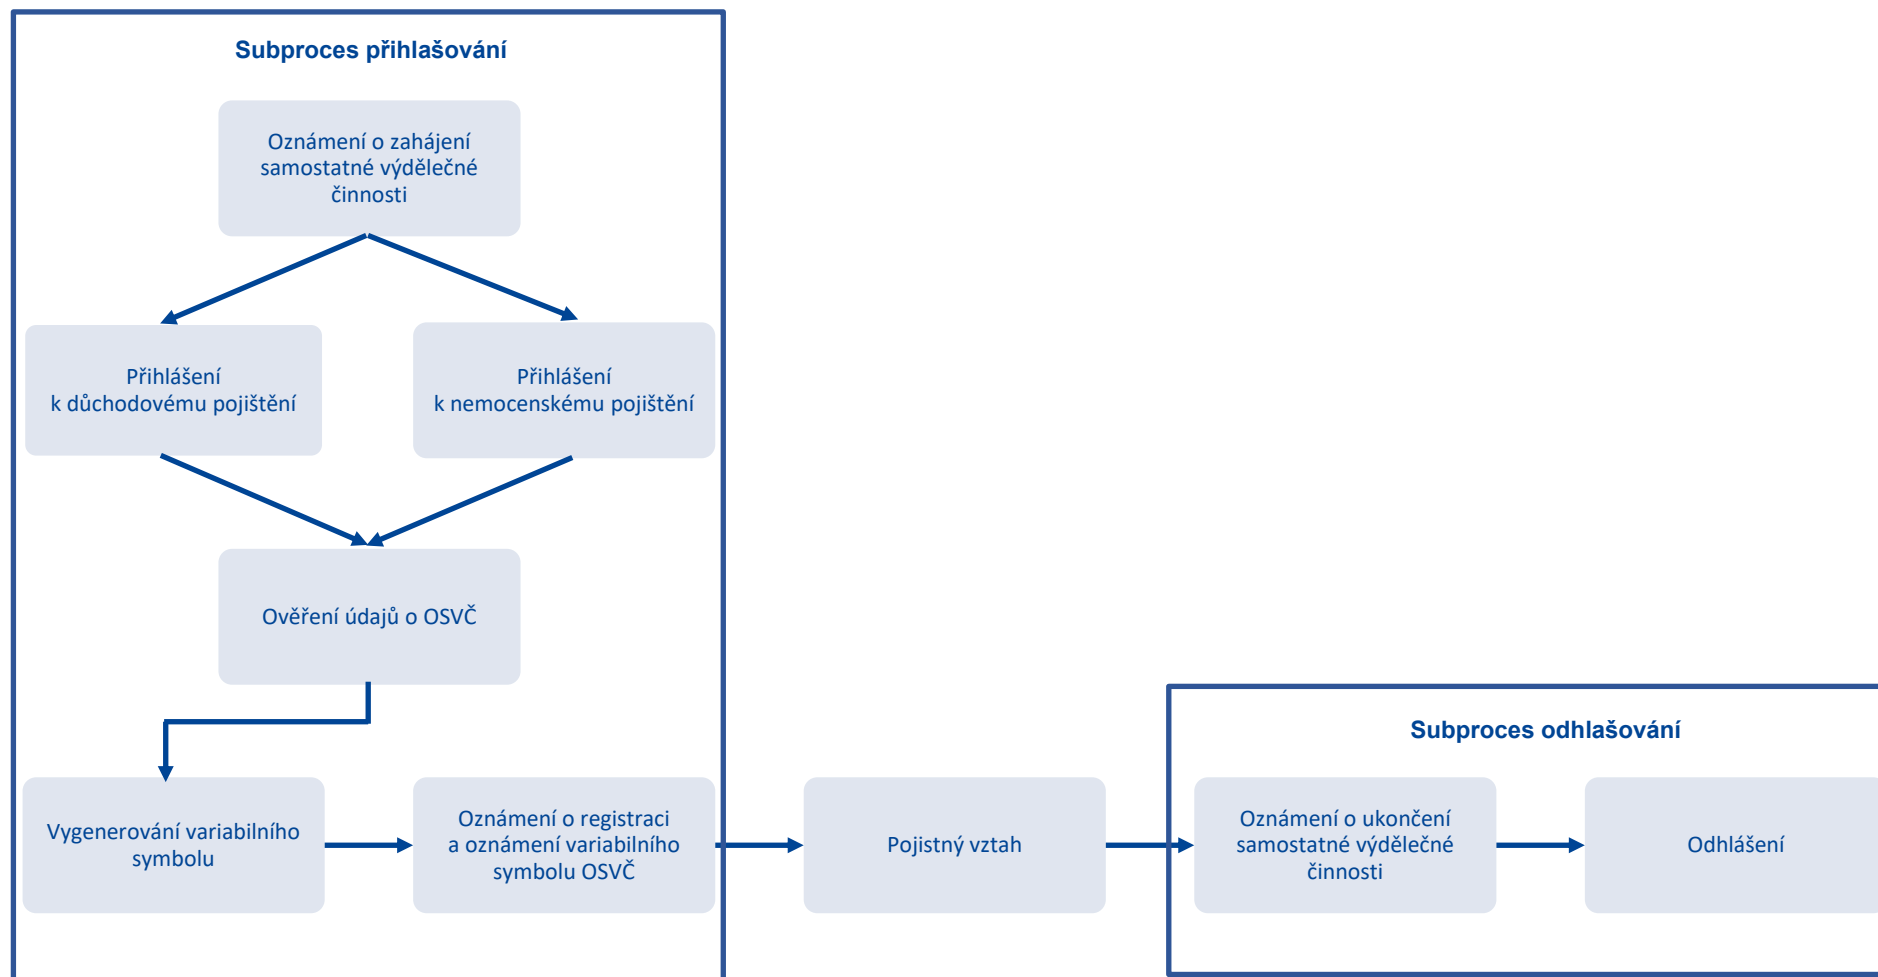 Subproces přihlašování
Oznámení o zahájení
samostatné výdělečné
činnosti
Přihlášení
k důchodovému pojištění
Přihlášení
k nemocenskému pojištění
Ověření údajů o OSVČ
Vygenerování variabilního
symbolu
Oznámení o registraci
a oznámení variabilního
symbolu OSVČ
Pojistný vztah
Subproces odhlašování
Oznámení o ukončení
samostatné výdělečné
činnosti
Odhlášení